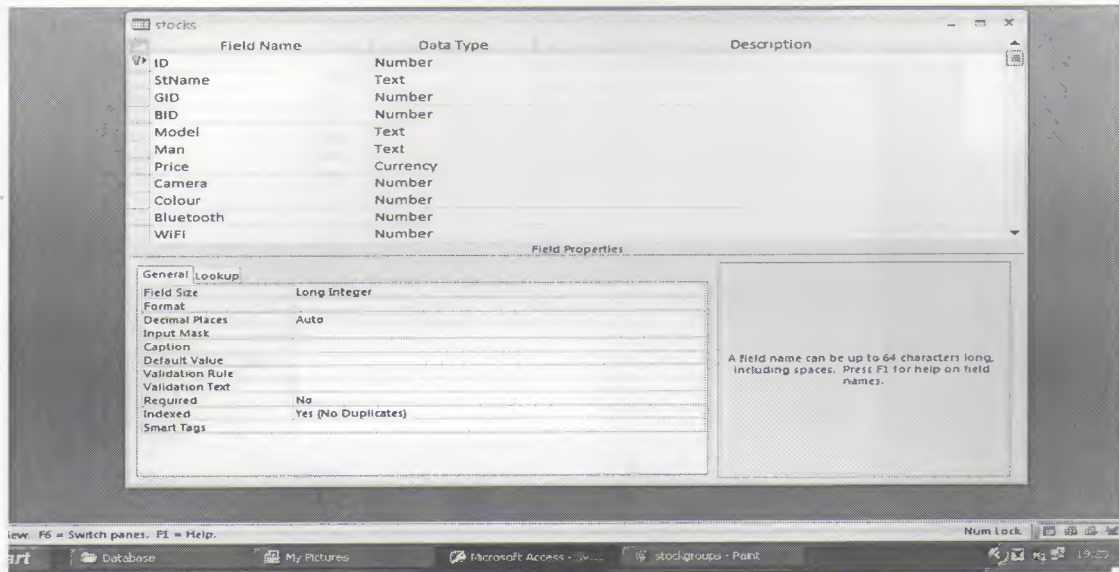 stocks
Field Name Data Type Description
ID Number
StName Text
GID Number
BID Number
Model Text
Man Text
Price Currency
Camera Number
Colour Number
Bluetooth Number
WiFi Number
Field Properties
General Lookup
Field Size Long Integer
Format
Decimal Places Auto
Input Mask
Caption
Default Value
Validation Rule
Validation Text
Required No
Indexed Yes (No Duplicates)
Smart Tags
A field name can be up to 64 characters long,
including spaces. Press F1 for help on field
names.
iew. F6 = Switch panes. F1 = Help. Num Lock
art Database My Pictures Microsoft Access - stockgroups - Paint 19:25